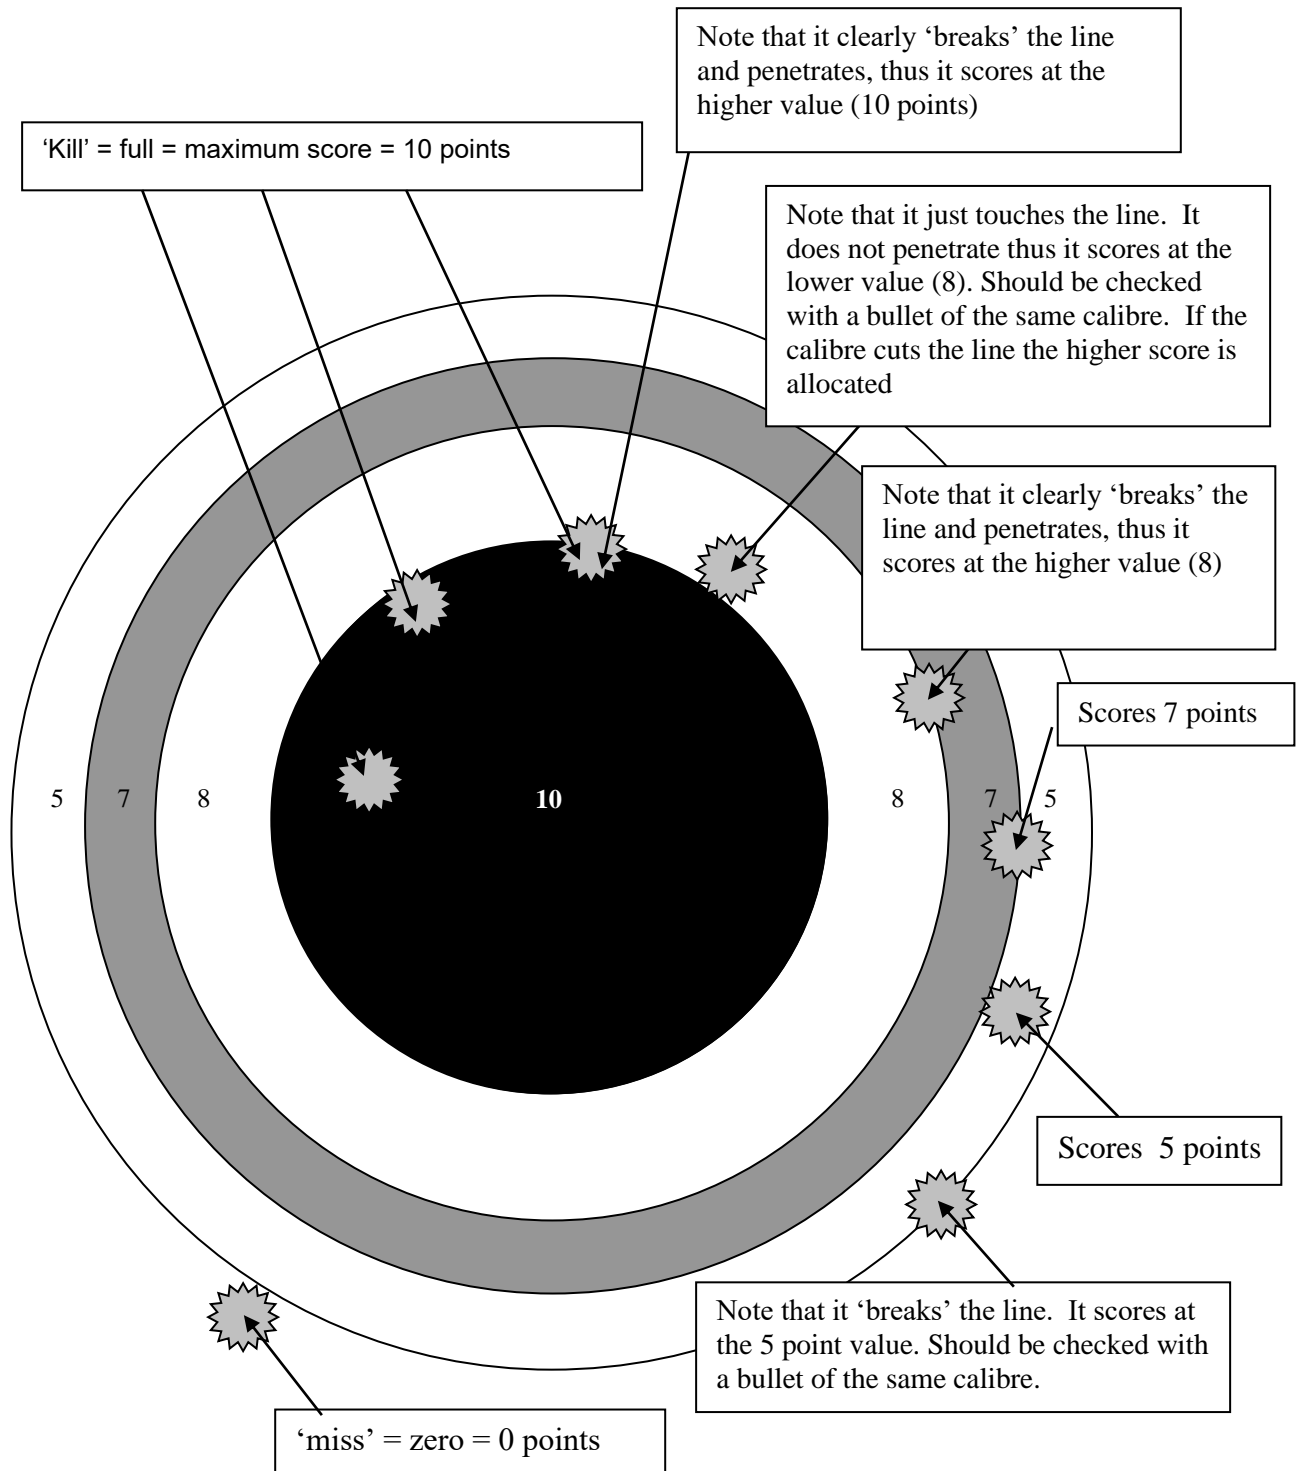 Note that it clearly ‘breaks’ the line
and penetrates, thus it scores at the
higher value (10 points)
‘Kill’ = full = maximum score = 10 points
Note that it just touches the line.  It
does not penetrate thus it scores at the
lower value (8). Should be checked
with a bullet of the same calibre.  If the
calibre cuts the line the higher score is
allocated
Note that it clearly ‘breaks’ the
line and penetrates, thus it
scores at the higher value (8)
Scores 7 points
5 7 8 10 8 7 5
Scores  5 points
Note that it ‘breaks’ the line.  It scores at
the 5 point value. Should be checked with
a bullet of the same calibre.
‘miss’ = zero = 0 points